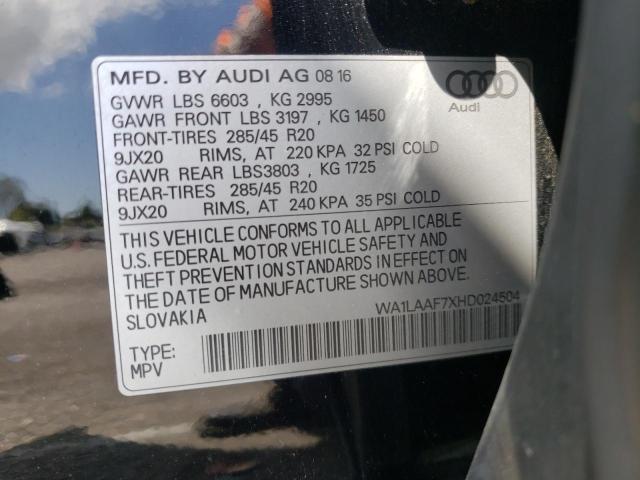 MFD. BY AUDI AG 08 16
Audi
GVWR LBS 6603 , KG 2995
GAWR FRONT LBS 3197 , KG 1450
FRONT-TIRES 285/45 R20
9JX20 RIMS, AT 220 KPA 32 PSI COLD
GAWR REAR LBS3803 , KG 1725
REAR-TIRES 285/45 R20
9JX20 RIMS, AT 240 KPA 35 PSI COLD
THIS VEHICLE CONFORMS TO ALL APPLICABLE
U.S. FEDERAL MOTOR VEHICLE SAFETY AND
THEFT PREVENTION STANDARDS IN EFFECT ON
THE DATE OF MANUFACTURE SHOWN ABOVE.
SLOVAKIA
WA1LAAF7XHD024504
TYPE:
MPV